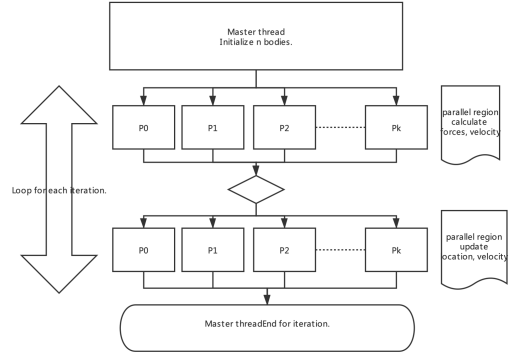 Master thread
Initialize n bodies.
P0
P1
P2
Pk
parallel region
calculate
forces, velocity
Loop for each iteration.
P0
P1
P2
Pk
parallel region
update
ocation, velocity
Master threadEnd for iteration.